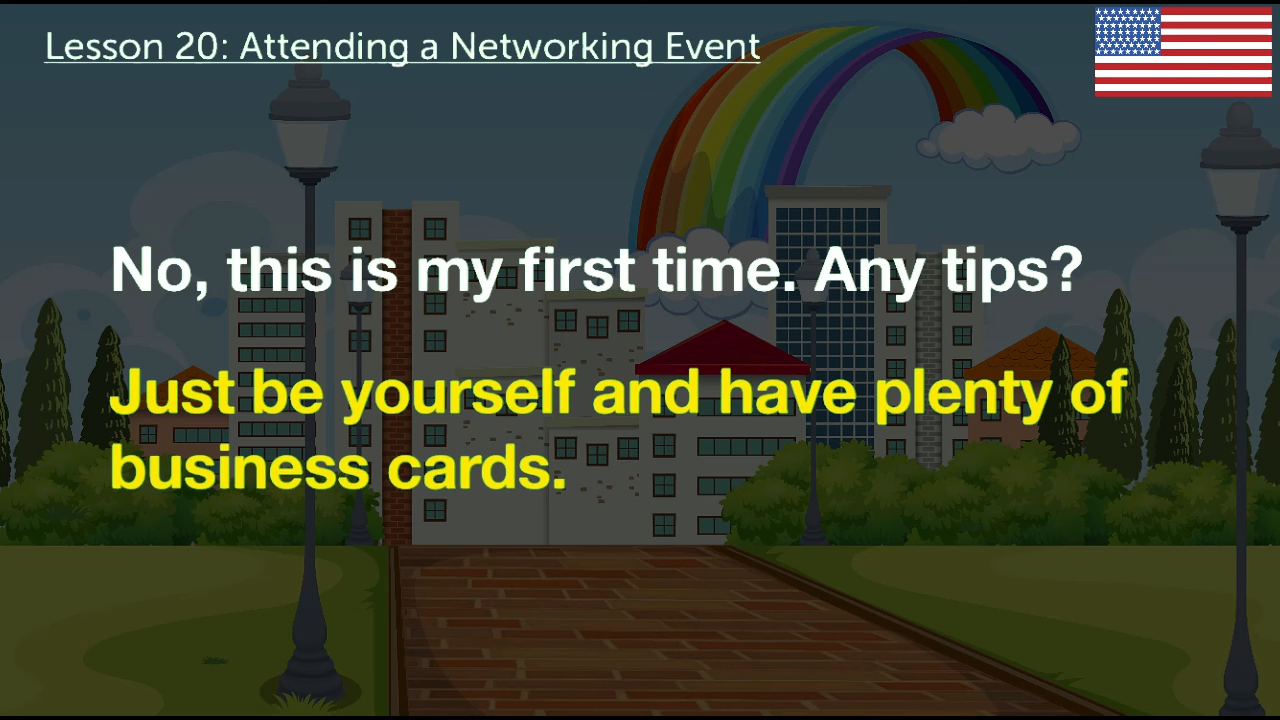 Lesson 20: Attending a Networking Event
No, this is my first time. Any tips?
Just be yourself and have plenty of
business cards.